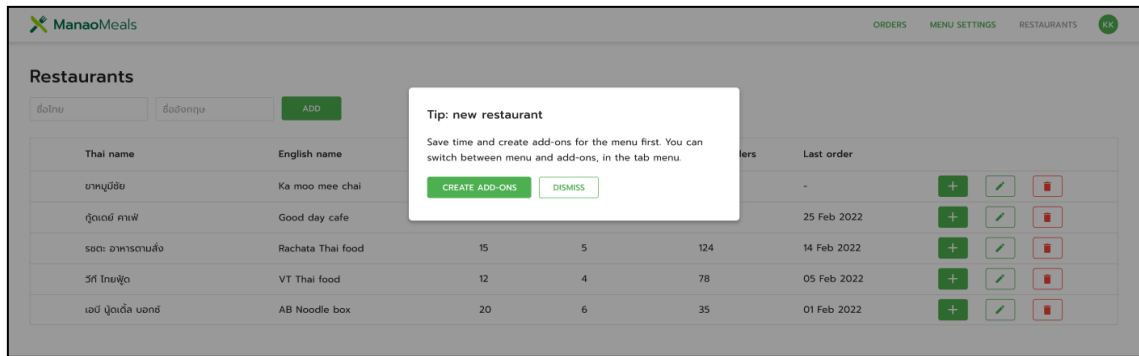 ManaoMeals
ORDERS MENU SETTINGS RESTAURANTS KK
Restaurants
ชื่อไทย ชื่ออังกฤษ ADD
Tip: new restaurant
Save time and create add-ons for the menu first. You can
switch between menu and add-ons, in the tab menu.
CREATE ADD-ONS DISMISS
Thai name English name Last order
ขาหมูมีชัย Ka moo mee chai -
กู้ดเดย์ คาเฟ่ Good day cafe 25 Feb 2022
รชตะ อาหารตามสั่ง Rachata Thai food 15 5 124 14 Feb 2022
วีที ไทยฟู้ด VT Thai food 12 4 78 05 Feb 2022
เอบี นู้ดเดิ้ล บอกซ์ AB Noodle box 20 6 35 01 Feb 2022